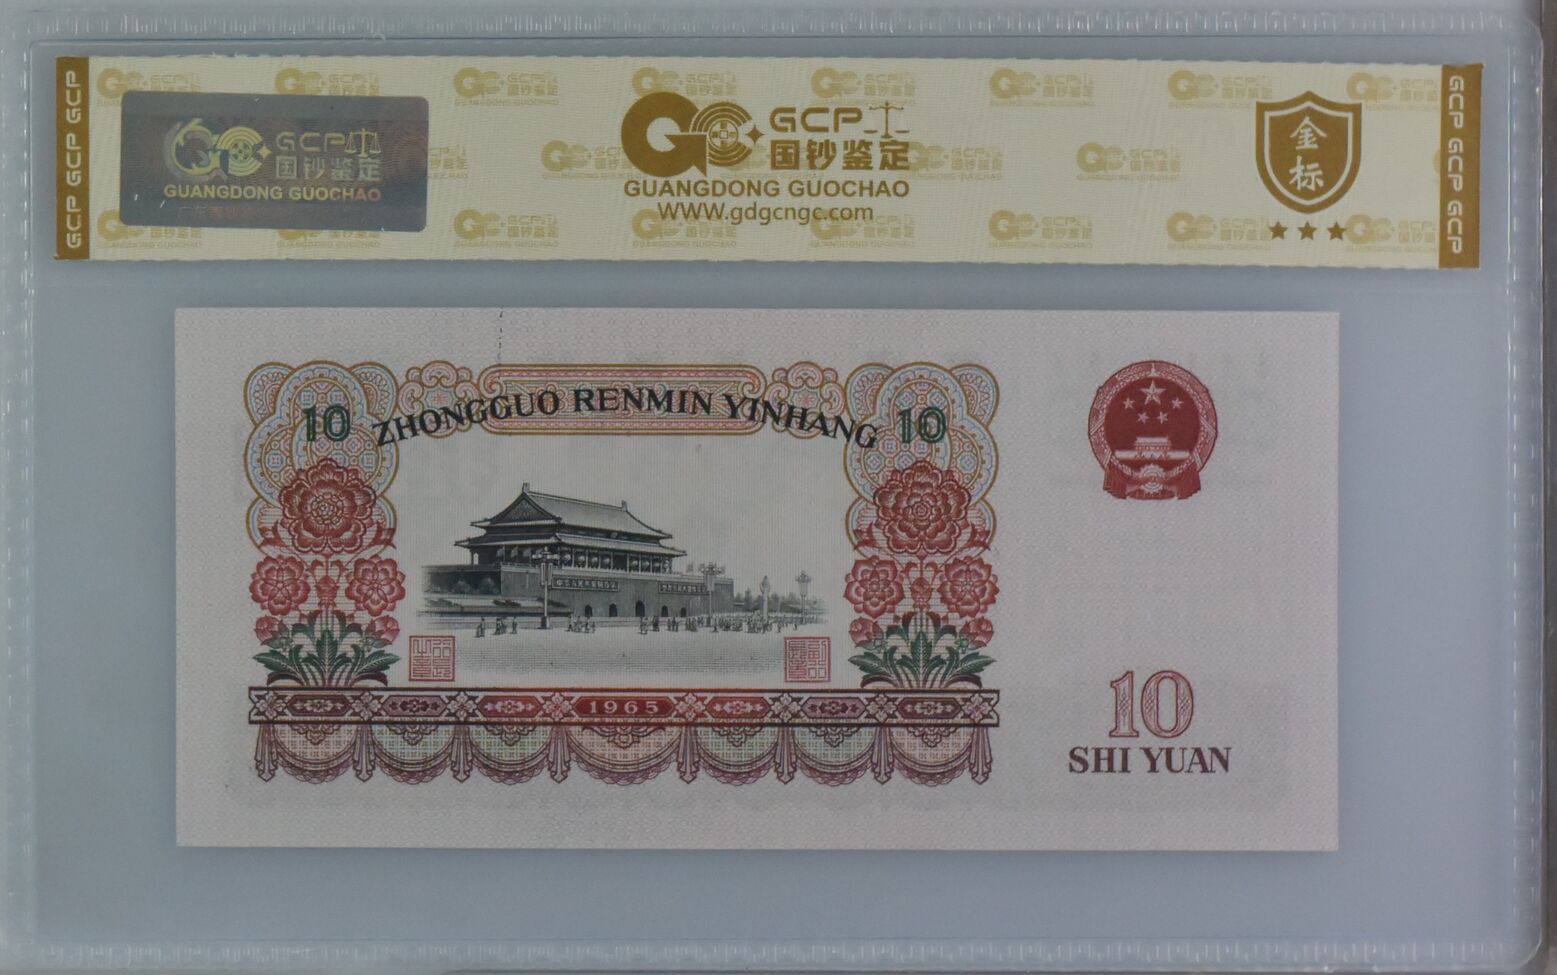 GCP GCP GCP
GCP
国钞鉴定
GUANGDONG GUOCHAO
GCP
国钞鉴定
GUANGDONG GUOCHAO
WWW.gdgcngc.com
金标
GCP GCP GCP
10 ZHONGGUO RENMIN YINHANG 10
1965
10
SHI YUAN